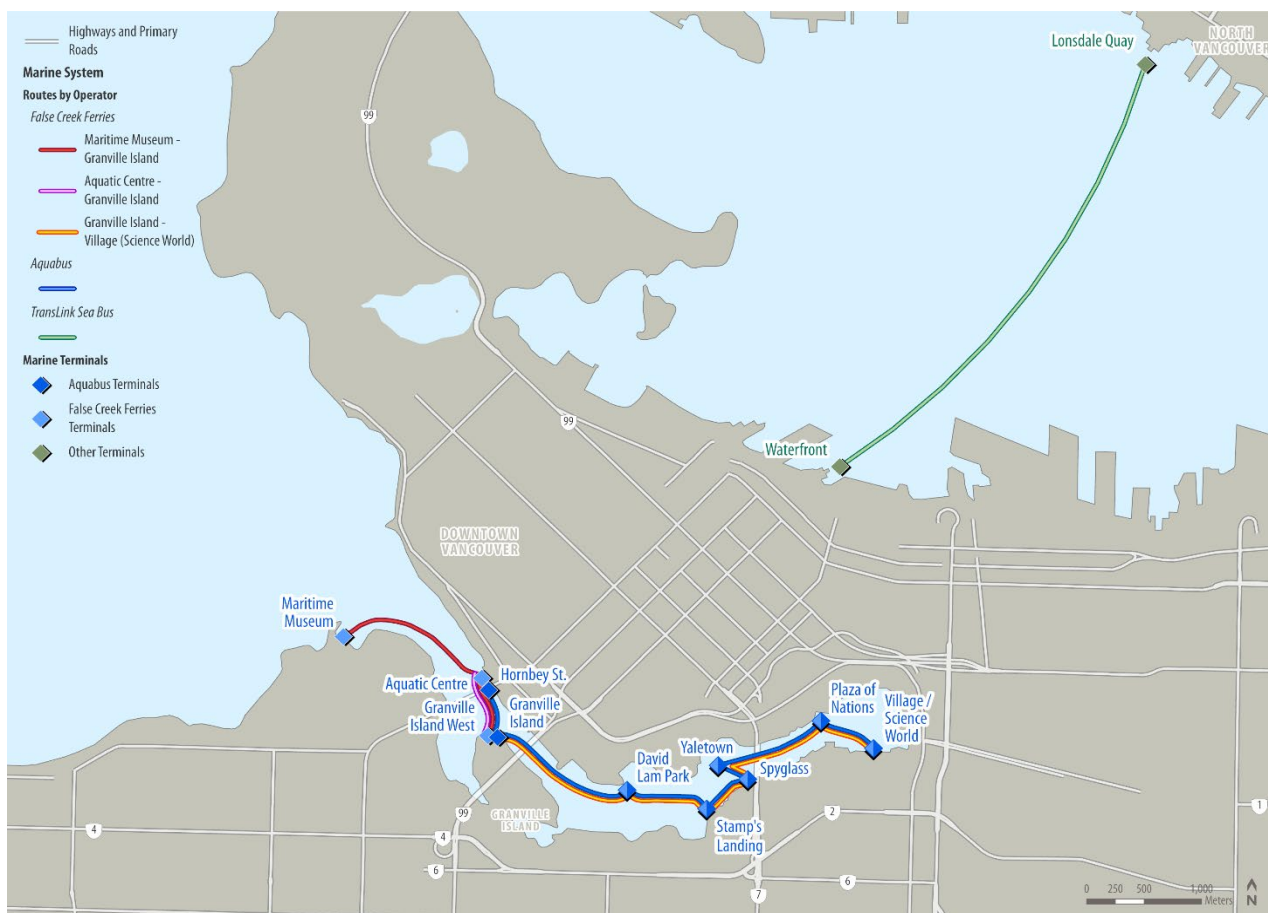 Highways and Primary
Roads
Marine System
Routes by Operator
False Creek Ferries
Maritime Museum -
Granville Island
Aquatic Centre -
Granville Island
Granville Island -
Village (Science World)
Aquabus
TransLink Sea Bus
Marine Terminals
Aquabus Terminals
False Creek Ferries
Terminals
Other Terminals
NORTH
VANCOUVER
Lonsdale Quay
99
99
Waterfront
DOWNTOWN
VANCOUVER
Maritime
Museum
Aquatic Centre
Hornbey St.
Granville
Island West
Granville
Island
David
Lam Park
Yaletown
Spyglass
Plaza of
Nations
Village /
Science
World
Stamp's
Landing
GRANVILLE
ISLAND
99
4
4
6
2
1
7
6
0 250 500 1,000
Meters
N